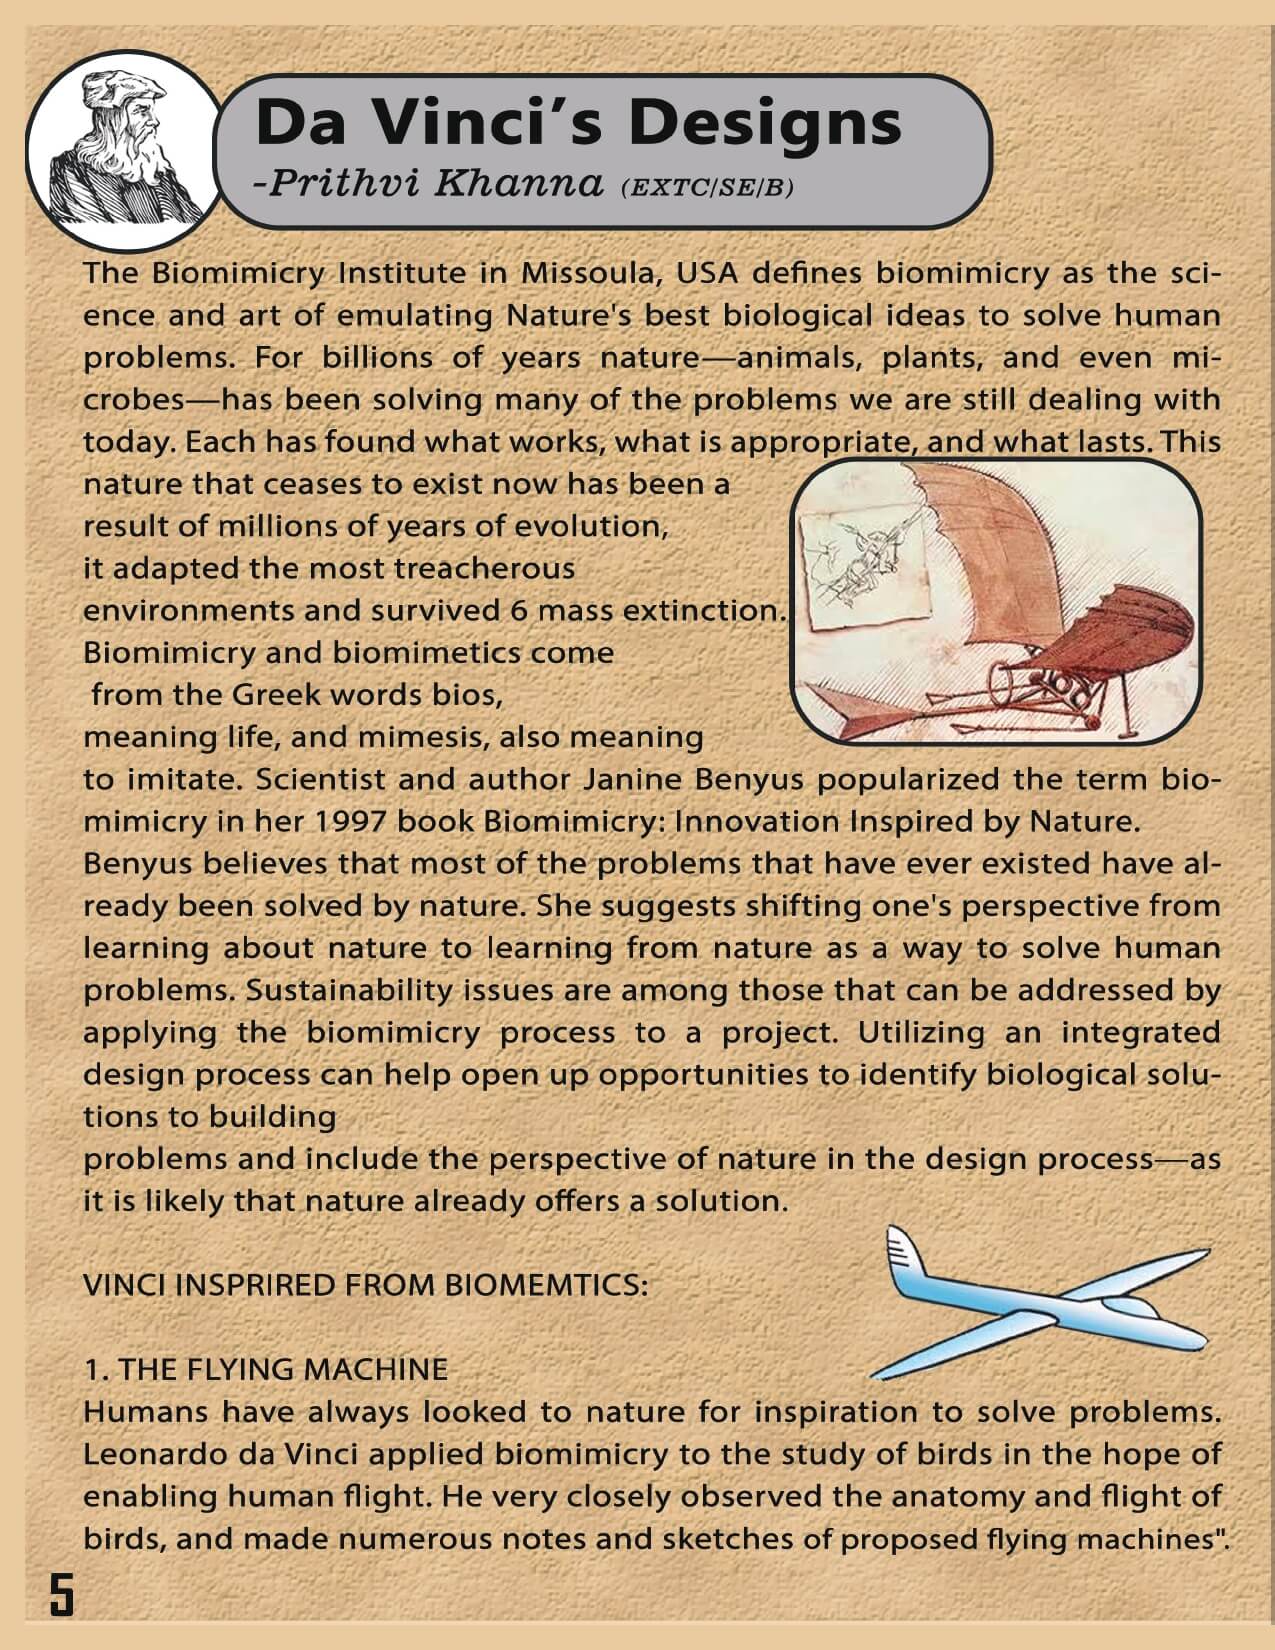 Da Vinci’s Designs
-Prithvi Khanna (EXTC/SE/B)
The Biomimicry Institute in Missoula, USA defines biomimicry as the sci-
ence and art of emulating Nature's best biological ideas to solve human
problems. For billions of years nature—animals, plants, and even mi-
crobes—has been solving many of the problems we are still dealing with
today. Each has found what works, what is appropriate, and what lasts. This
nature that ceases to exist now has been a
result of millions of years of evolution,
it adapted the most treacherous
environments and survived 6 mass extinction.
Biomimicry and biomimetics come
from the Greek words bios,
meaning life, and mimesis, also meaning
to imitate. Scientist and author Janine Benyus popularized the term bio-
mimicry in her 1997 book Biomimicry: Innovation Inspired by Nature.
Benyus believes that most of the problems that have ever existed have al-
ready been solved by nature. She suggests shifting one's perspective from
learning about nature to learning from nature as a way to solve human
problems. Sustainability issues are among those that can be addressed by
applying the biomimicry process to a project. Utilizing an integrated
design process can help open up opportunities to identify biological solu-
tions to building
problems and include the perspective of nature in the design process—as
it is likely that nature already offers a solution.
VINCI INSPRIRED FROM BIOMEMTICS:
1. THE FLYING MACHINE
Humans have always looked to nature for inspiration to solve problems.
Leonardo da Vinci applied biomimicry to the study of birds in the hope of
enabling human flight. He very closely observed the anatomy and flight of
birds, and made numerous notes and sketches of proposed flying machines".
5